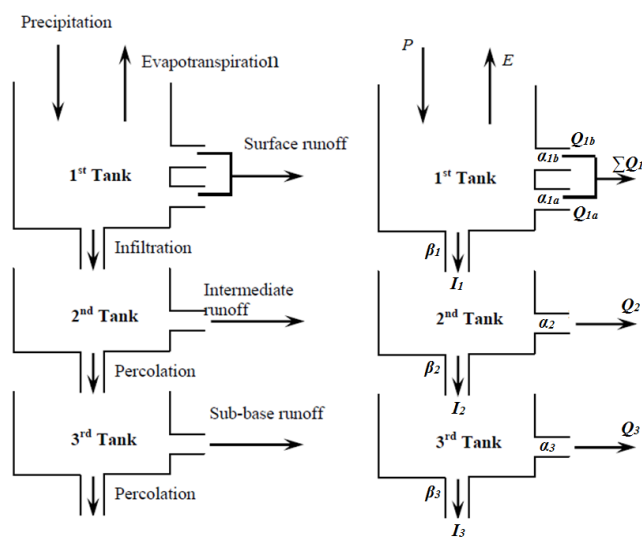 Precipitation
Evapotranspiration
Surface runoff
1st Tank
Infiltration
Intermediate
runoff
2nd Tank
Percolation
Sub-base runoff
3rd Tank
Percolation
P
E
Q1b
α1b
∑Q1
1st Tank
α1a
Q1a
β1
I1
Q2
2nd Tank
α2
β2
I2
Q3
3rd Tank
α3
β3
I3